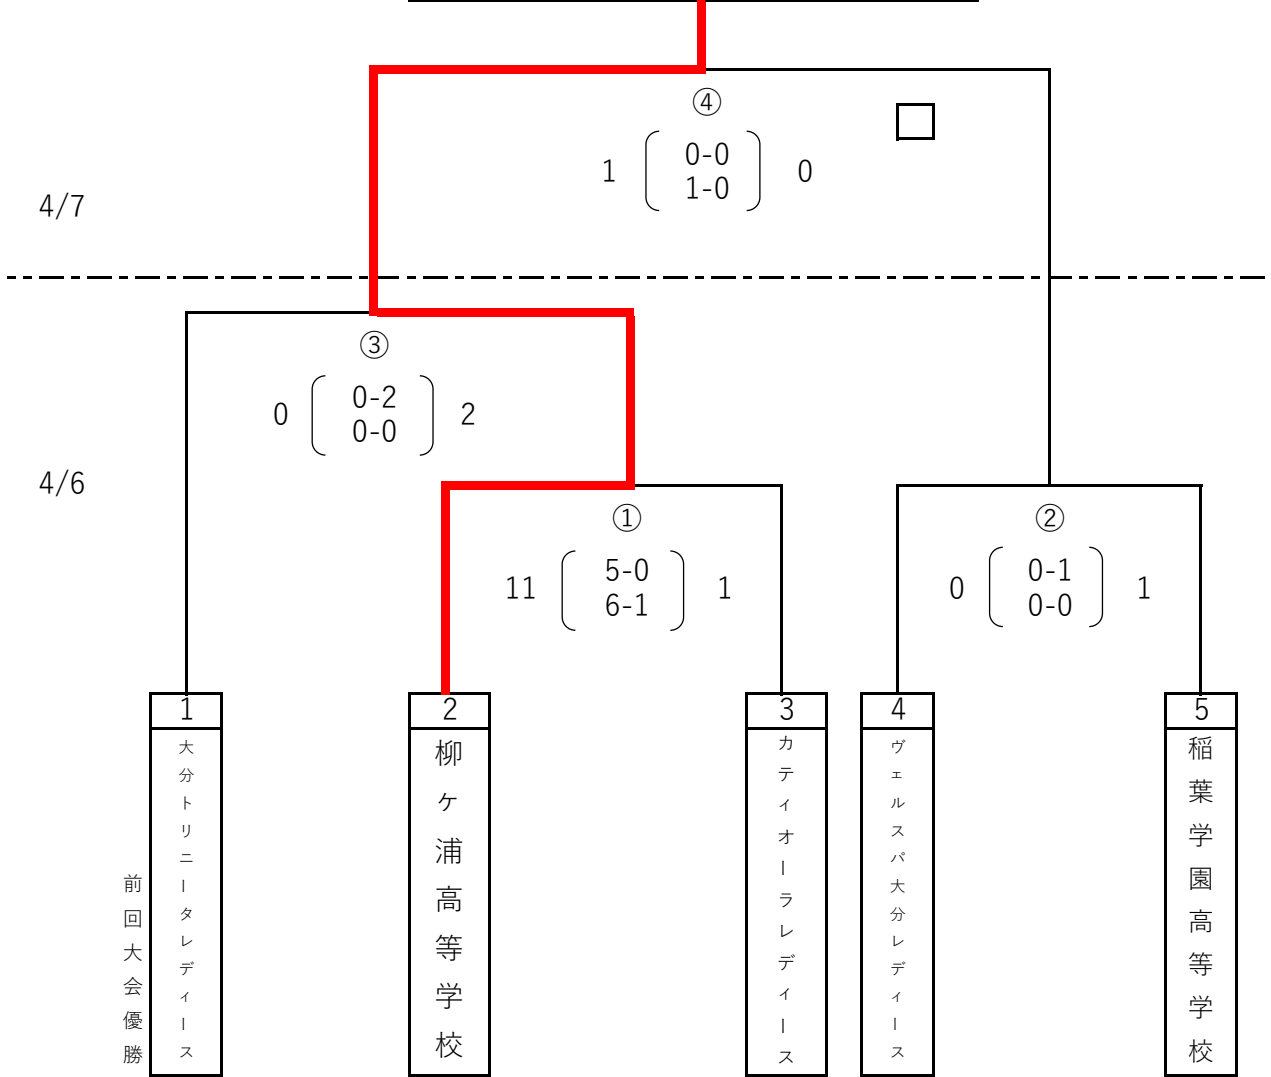 ④
1 0-0 0
1-0
4/7
③
0 0-2 2
0-0
4/6
①
11 5-0 1
6-1
②
0 0-1 1
0-0
1
2
3
4
5
前回大会優勝
大分トリニータレディース
柳ヶ浦高等学校
カティオーラレディース
ヴェルスパ大分レディース
稲葉学園高等学校